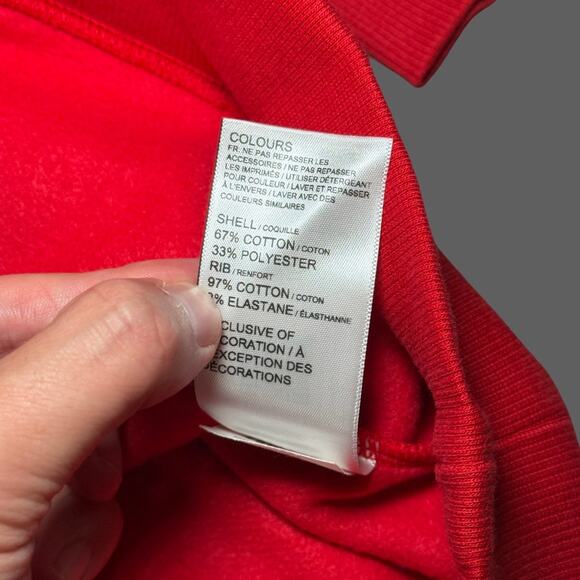 COLOURS
FR: NE PAS REPASSER LES
ACCESSOIRES / NE PAS REPASSER
LES IMPRIMÉS / UTILISER DÉTERGEANT
POUR COULEUR / LAVER ET REPASSER
À L'ENVERS / LAVER AVEC DES
COULEURS SIMILAIRES
SHELL / COQUILLE
67% COTTON / COTON
33% POLYESTER
RIB / RENFORT
97% COTTON / COTON
% ELASTANE / ÉLASTHANNE
CLUSIVE OF
CORATION / À
EXCEPTION DES
DÉCORATIONS